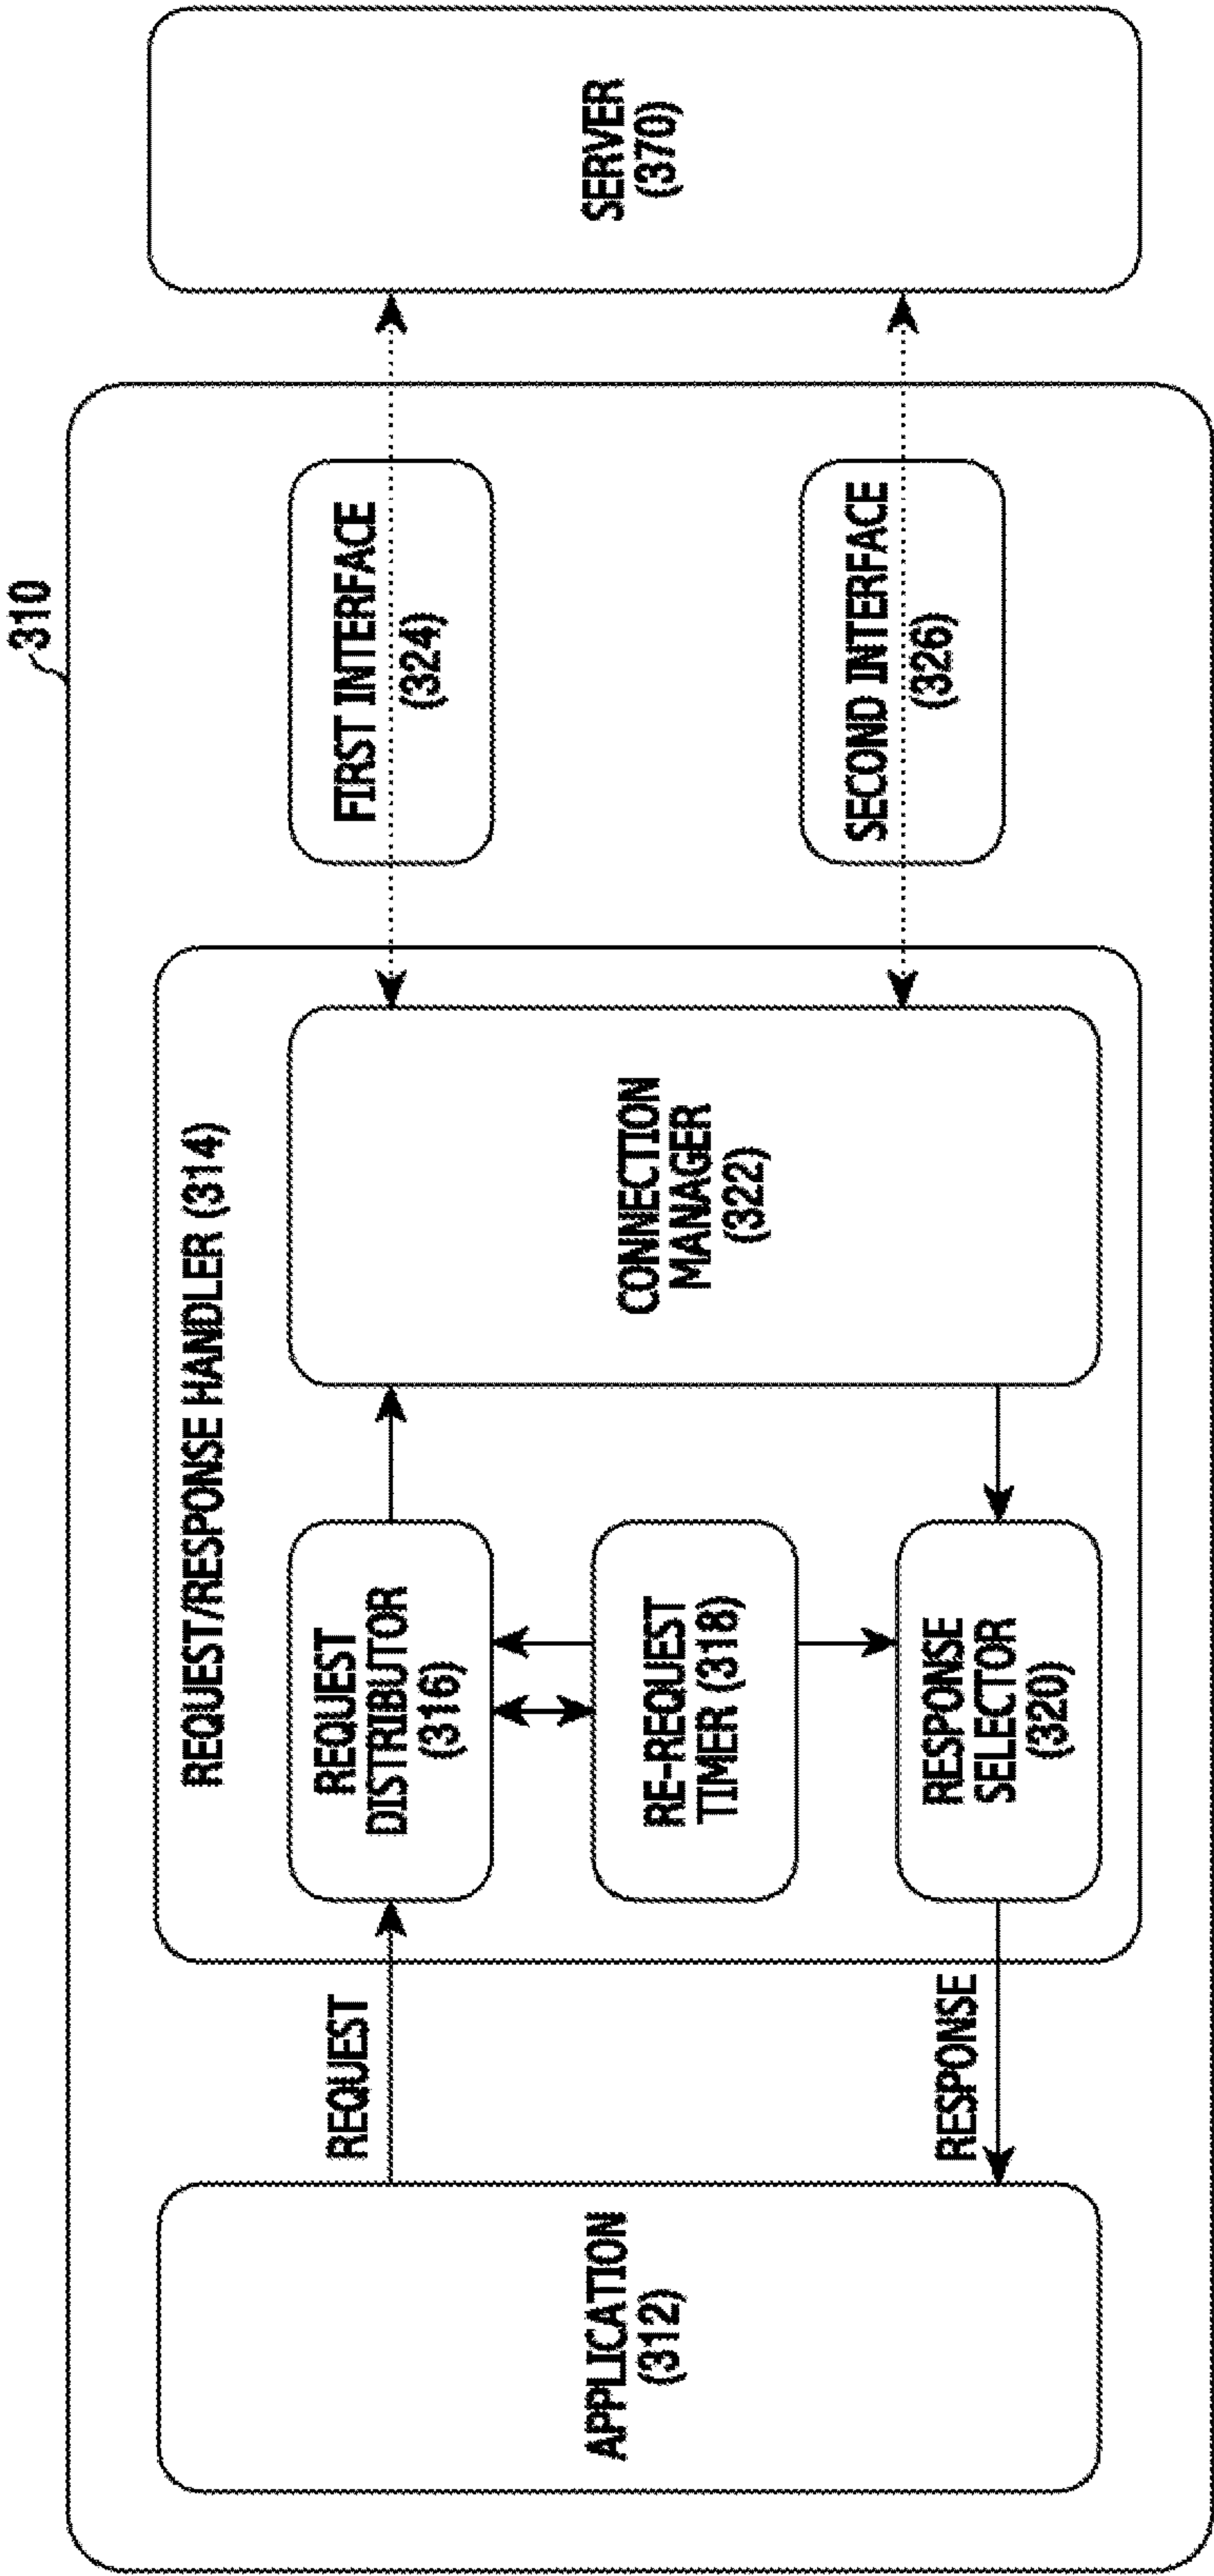 310
REQUEST/RESPONSE HANDLER (314)
APPLICATION
(312)
REQUEST
RESPONSE
REQUEST
DISTRIBUTOR
(316)
RE-REQUEST
TIMER (318)
RESPONSE
SELECTOR
(320)
CONNECTION
MANAGER
(322)
FIRST INTERFACE
(324)
SECOND INTERFACE
(326)
SERVER
(370)